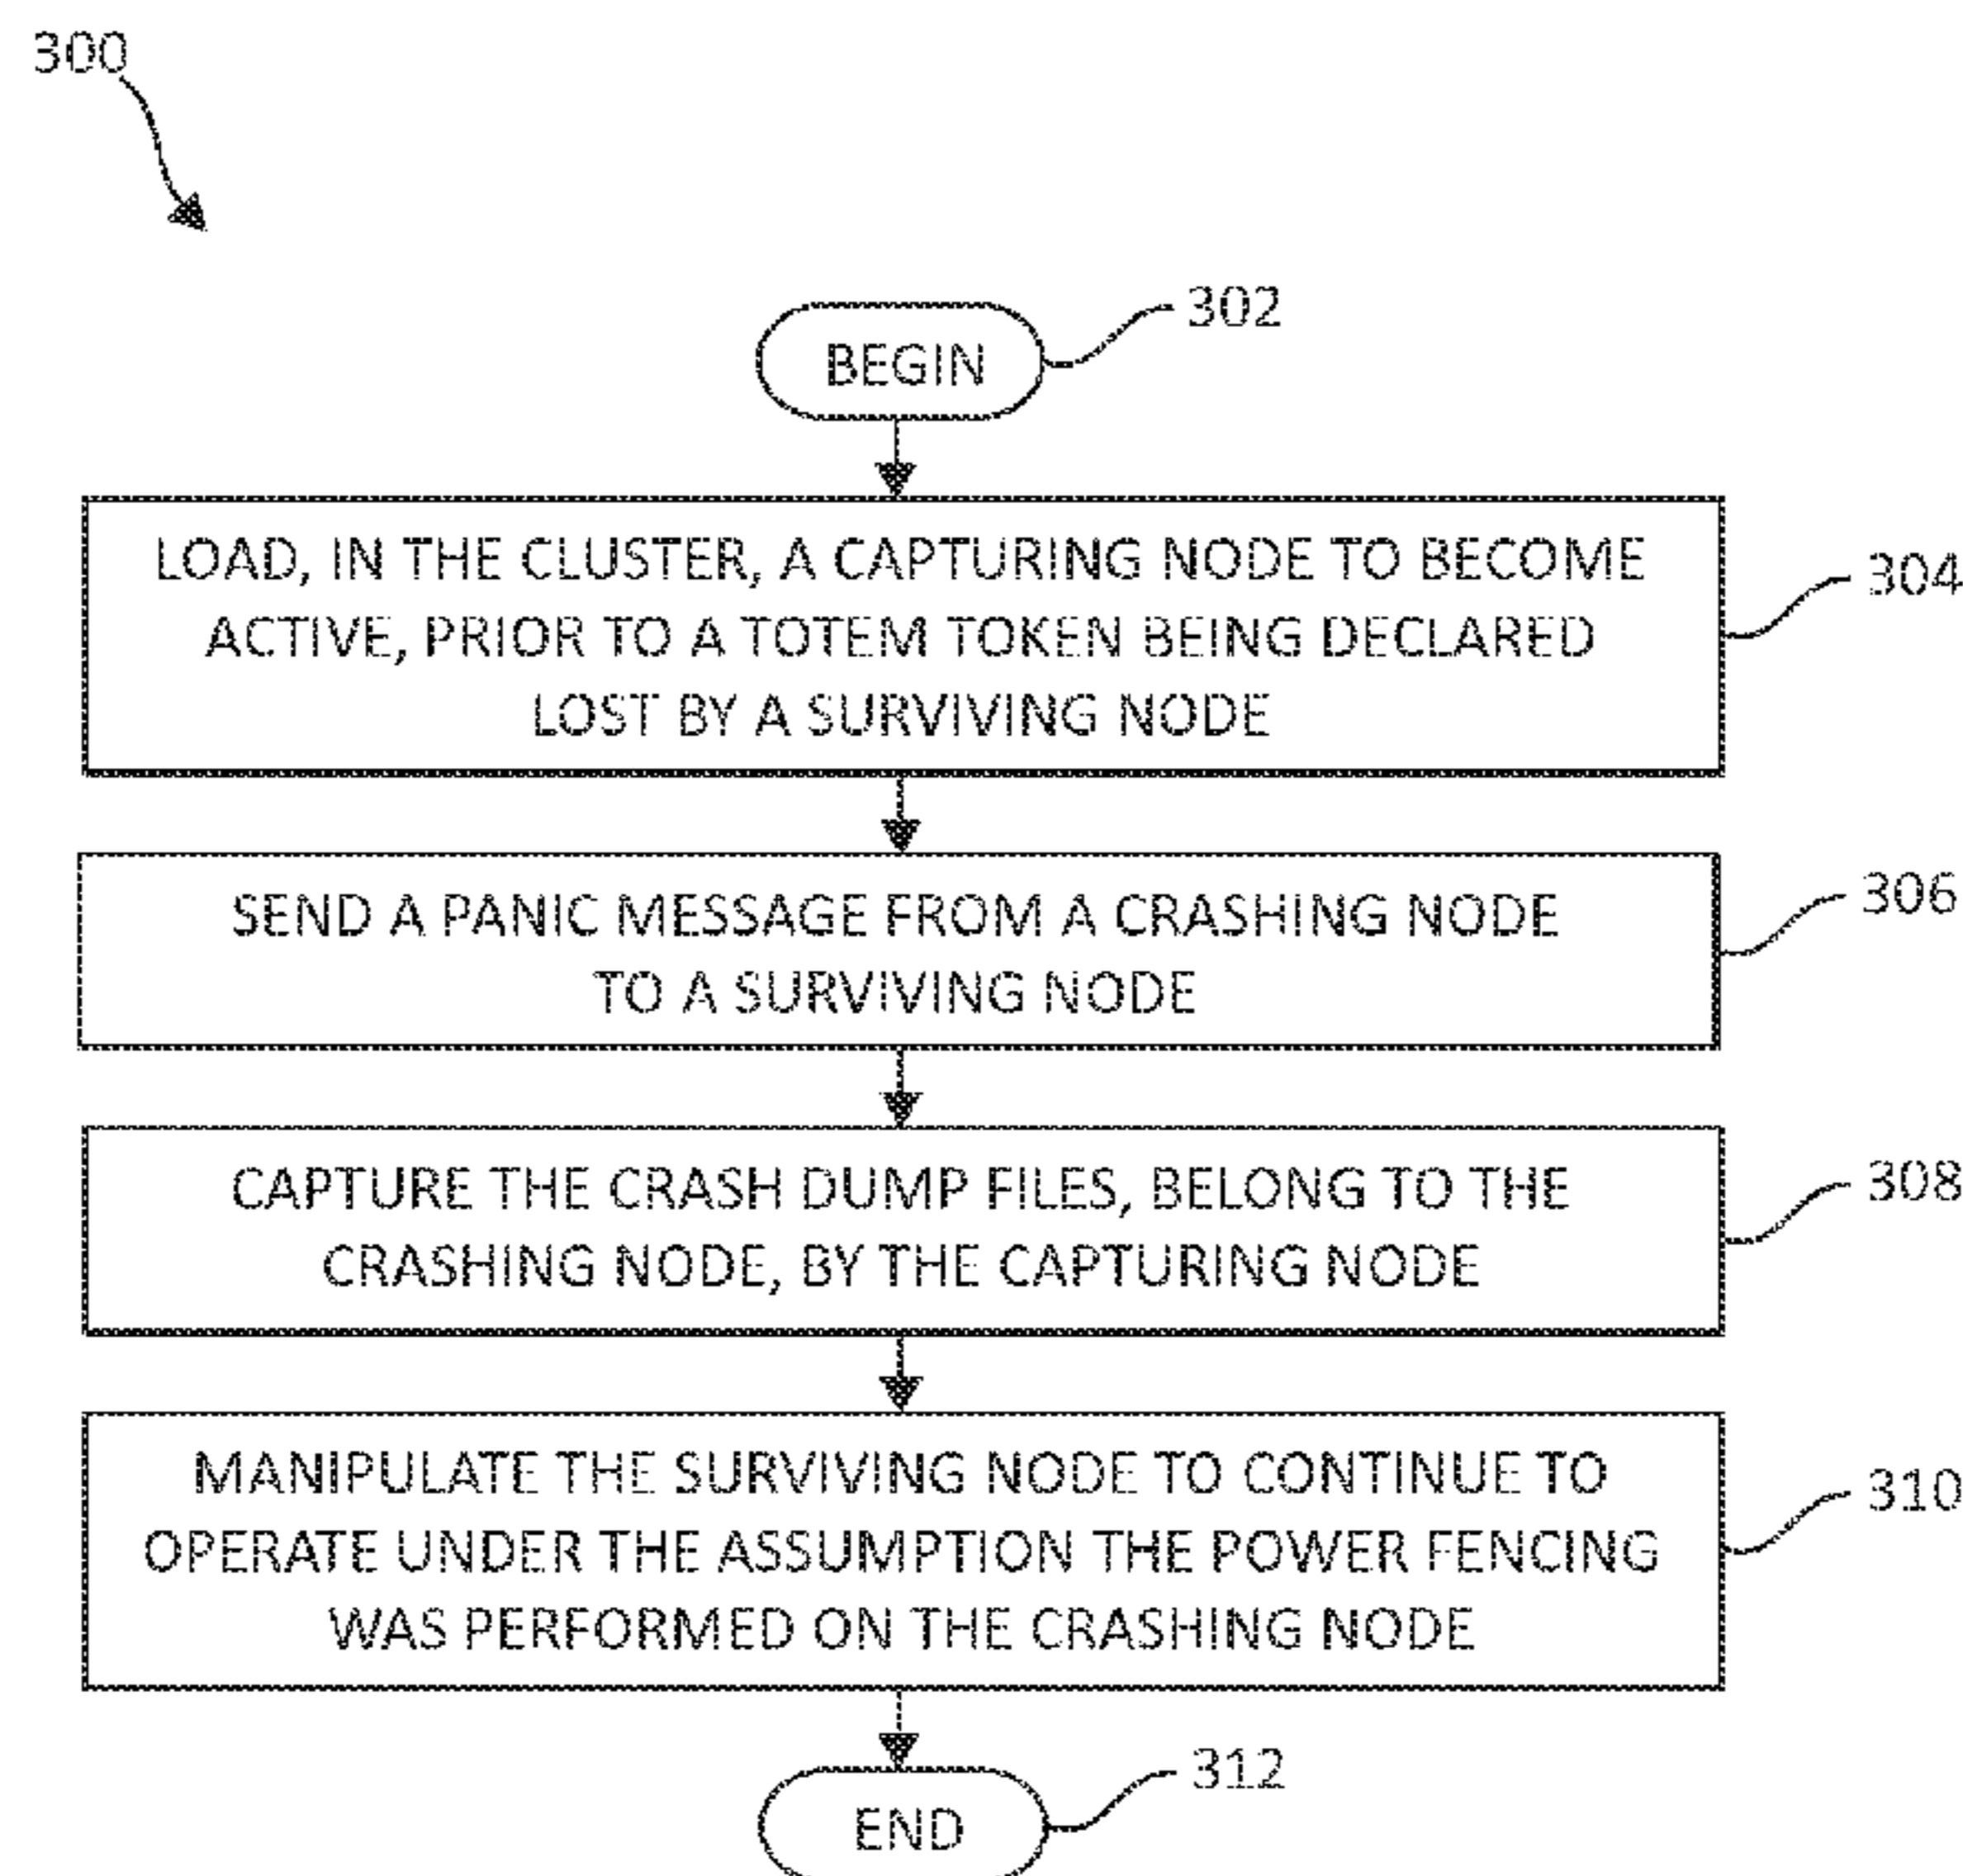 300
302
BEGIN
LOAD, IN THE CLUSTER, A CAPTURING NODE TO BECOME
ACTIVE, PRIOR TO A TOTEM TOKEN BEING DECLARED
LOST BY A SURVIVING NODE
304
SEND A PANIC MESSAGE FROM A CRASHING NODE
TO A SURVIVING NODE
306
CAPTURE THE CRASH DUMP FILES, BELONG TO THE
CRASHING NODE, BY THE CAPTURING NODE
308
MANIPULATE THE SURVIVING NODE TO CONTINUE TO
OPERATE UNDER THE ASSUMPTION THE POWER FENCING
WAS PERFORMED ON THE CRASHING NODE
310
312
END